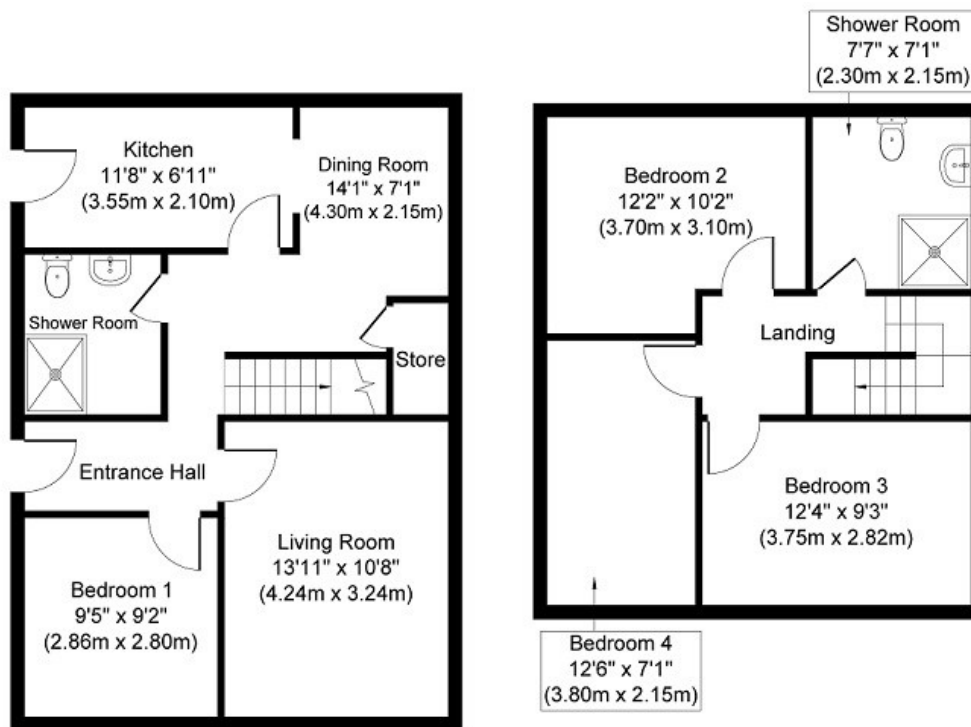 Kitchen
11'8" x 6'11"
(3.55m x 2.10m)
Dining Room
14'1" x 7'1"
(4.30m x 2.15m)
Shower Room
Store
Entrance Hall
Living Room
13'11" x 10'8"
(4.24m x 3.24m)
Bedroom 1
9'5" x 9'2"
(2.86m x 2.80m)
Shower Room
7'7" x 7'1"
(2.30m x 2.15m)
Bedroom 2
12'2" x 10'2"
(3.70m x 3.10m)
Landing
Bedroom 3
12'4" x 9'3"
(3.75m x 2.82m)
Bedroom 4
12'6" x 7'1"
(3.80m x 2.15m)